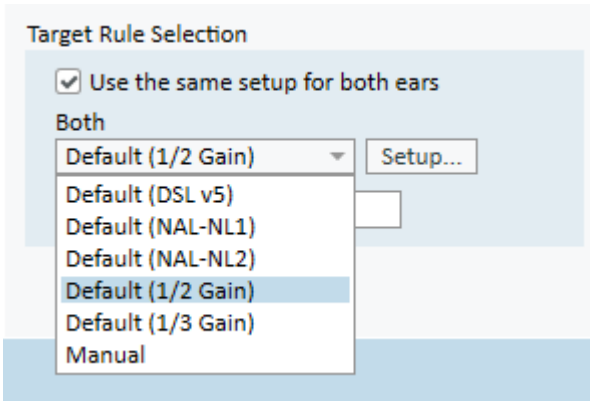 Target Rule Selection
Use the same setup for both ears
Both
Default (1/2 Gain)
Setup...
Default (DSL v5)
Default (NAL-NL1)
Default (NAL-NL2)
Default (1/2 Gain)
Default (1/3 Gain)
Manual